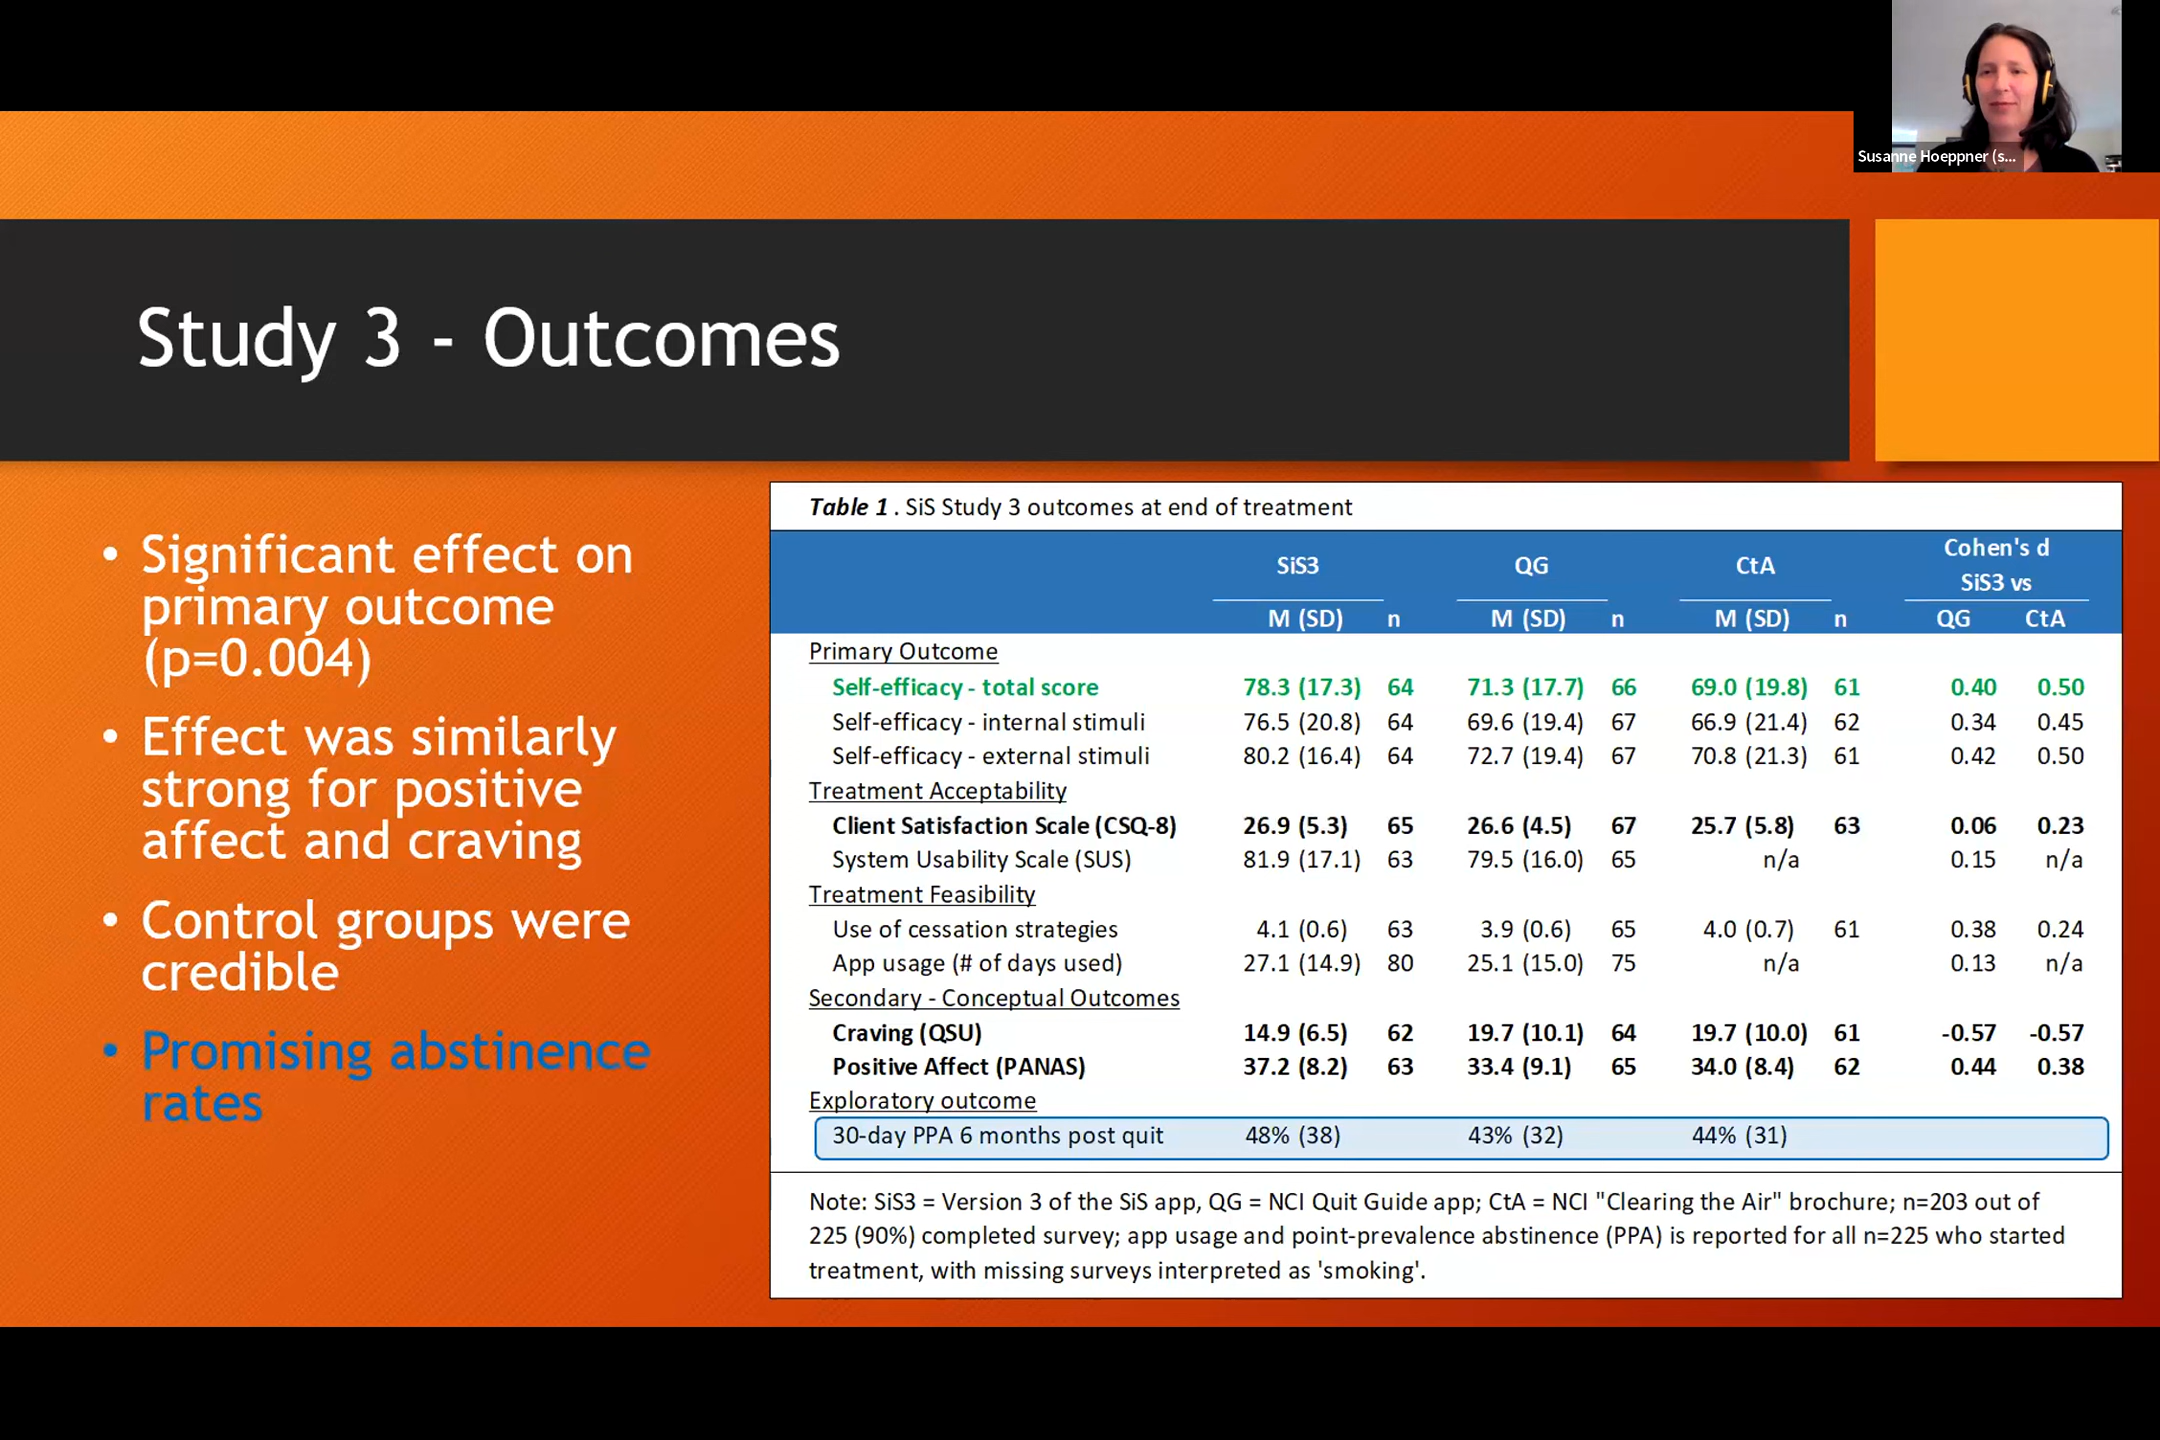 Susanne Hoeppner (s...
Study 3 - Outcomes
• Significant effect on
primary outcome
(p=0.004)
• Effect was similarly
strong for positive
affect and craving
• Control groups were
credible
• Promising abstinence
rates
Table 1 . SiS Study 3 outcomes at end of treatment
Cohen's d
SiS3 QG CtA SiS3 vs
M (SD) n M (SD) n M (SD) n QG CtA
Primary Outcome
Self-efficacy - total score 78.3 (17.3) 64 71.3 (17.7) 66 69.0 (19.8) 61 0.40 0.50
Self-efficacy - internal stimuli 76.5 (20.8) 64 69.6 (19.4) 67 66.9 (21.4) 62 0.34 0.45
Self-efficacy - external stimuli 80.2 (16.4) 64 72.7 (19.4) 67 70.8 (21.3) 61 0.42 0.50
Treatment Acceptability
Client Satisfaction Scale (CSQ-8) 26.9 (5.3) 65 26.6 (4.5) 67 25.7 (5.8) 63 0.06 0.23
System Usability Scale (SUS) 81.9 (17.1) 63 79.5 (16.0) 65 n/a 0.15 n/a
Treatment Feasibility
Use of cessation strategies 4.1 (0.6) 63 3.9 (0.6) 65 4.0 (0.7) 61 0.38 0.24
App usage (# of days used) 27.1 (14.9) 80 25.1 (15.0) 75 n/a 0.13 n/a
Secondary - Conceptual Outcomes
Craving (QSU) 14.9 (6.5) 62 19.7 (10.1) 64 19.7 (10.0) 61 -0.57 -0.57
Positive Affect (PANAS) 37.2 (8.2) 63 33.4 (9.1) 65 34.0 (8.4) 62 0.44 0.38
Exploratory outcome
30-day PPA 6 months post quit 48% (38) 43% (32) 44% (31)
Note: SiS3 = Version 3 of the SiS app, QG = NCI Quit Guide app; CtA = NCI "Clearing the Air" brochure; n=203 out of
225 (90%) completed survey; app usage and point-prevalence abstinence (PPA) is reported for all n=225 who started
treatment, with missing surveys interpreted as 'smoking'.